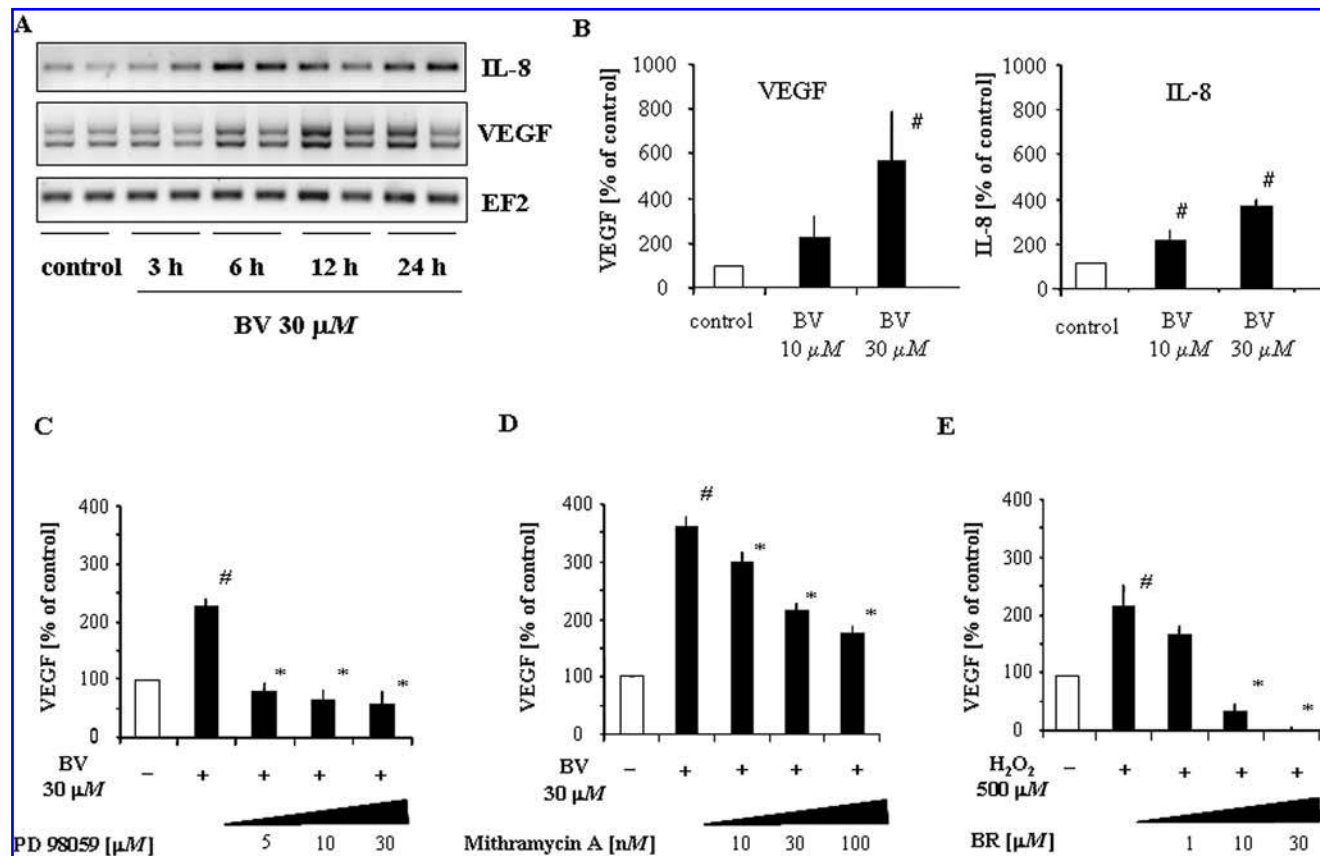 A
IL-8
VEGF
EF2
control 3 h 6 h 12 h 24 h
BV 30 μM
B
VEGF [% of control]
1000
800
600
400
200
0
VEGF
#
control
BV 10 μM
BV 30 μM
IL-8 [% of control]
1000
800
600
400
200
0
IL-8
#
#
control
BV 10 μM
BV 30 μM
C
VEGF [% of control]
400
300
200
100
0
#
*
*
*
BV 30 μM
− + + + +
PD 98059 [μM] 5 10 30
D
VEGF [% of control]
400
300
200
100
0
#
*
*
*
BV 30 μM
− + + + +
Mithramycin A [nM] 10 30 100
E
VEGF [% of control]
400
300
200
100
0
#
*
*
H₂O₂ 500 μM
− + + + +
BR [μM] 1 10 30